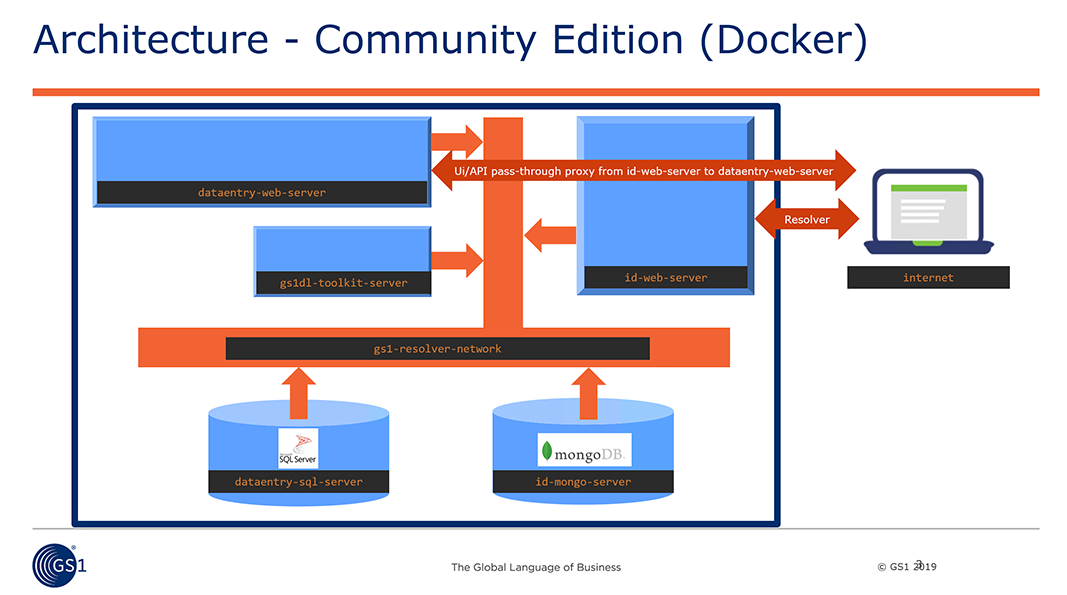 Architecture - Community Edition (Docker)
Ui/API pass-through proxy from id-web-server to dataentry-web-server
dataentry-web-server
Resolver
gs1dl-toolkit-server
id-web-server
internet
gs1-resolver-network
Microsoft
SQL Server
mongoDB.
dataentry-sql-server
id-mongo-server
GS1
®
The Global Language of Business
© GS1 2019
3